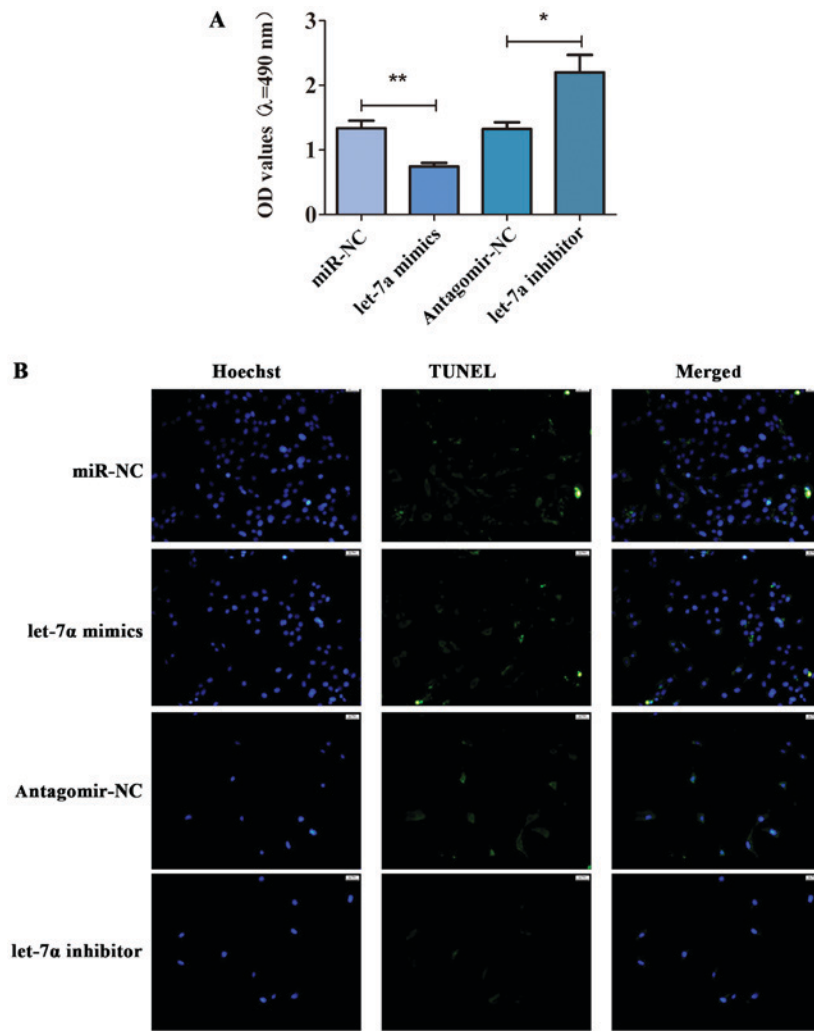 A
OD values (λ=490 nm)
3
2
1
0
**
*
miR-NC
let-7a mimics
Antagomir-NC
let-7a inhibitor
B
Hoechst
TUNEL
Merged
miR-NC
let-7α mimics
Antagomir-NC
let-7α inhibitor